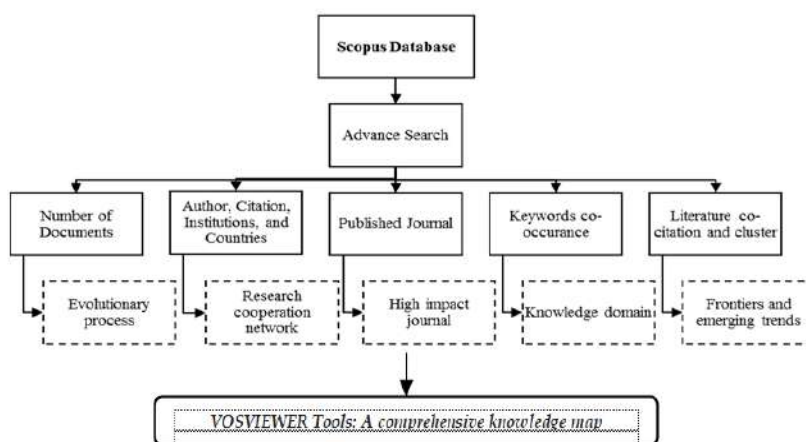 Scopus Database
Advance Search
Number of
Documents
Author, Citation,
Institutions, and
Countries
Published Journal
Keywords co-
occurance
Literature co-
citation and cluster
Evolutionary
process
Research
cooperation
network
High impact
journal
Knowledge domain
Frontiers and
emerging trends
VOSVIEWER Tools: A comprehensive knowledge map